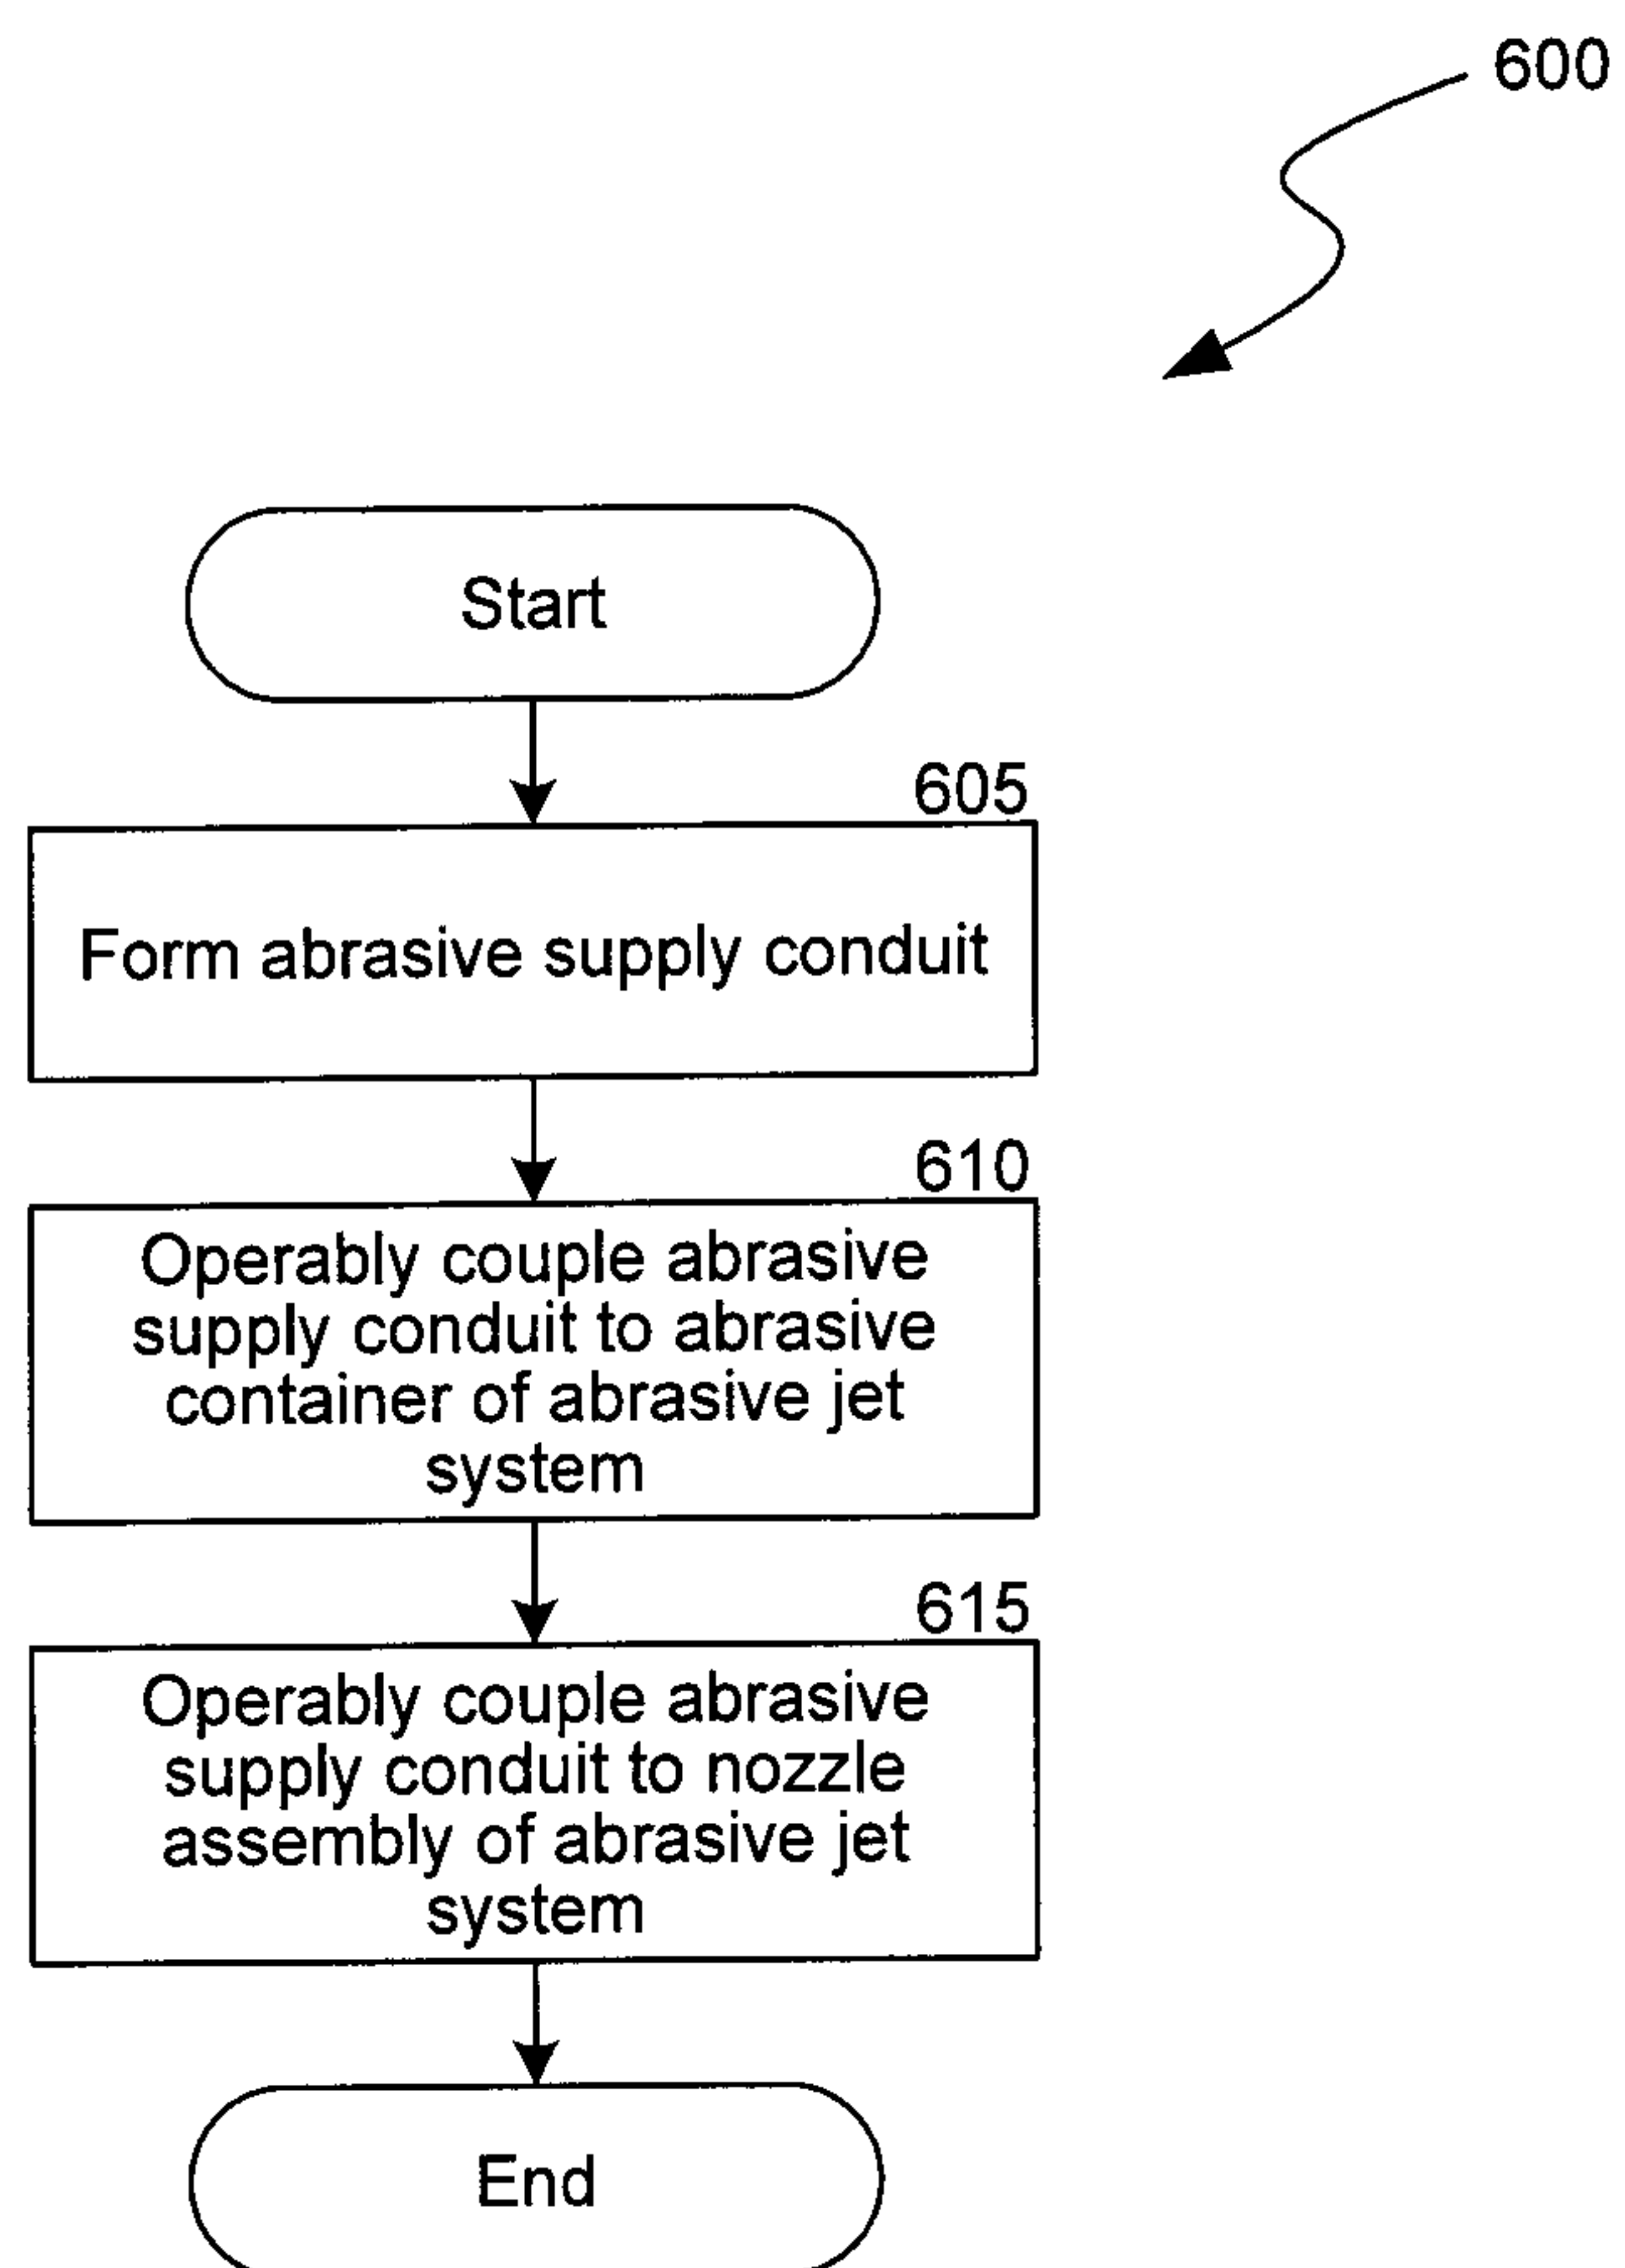 600
Start
605
Form abrasive supply conduit
610
Operably couple abrasive
supply conduit to abrasive
container of abrasive jet
system
615
Operably couple abrasive
supply conduit to nozzle
assembly of abrasive jet
system
End